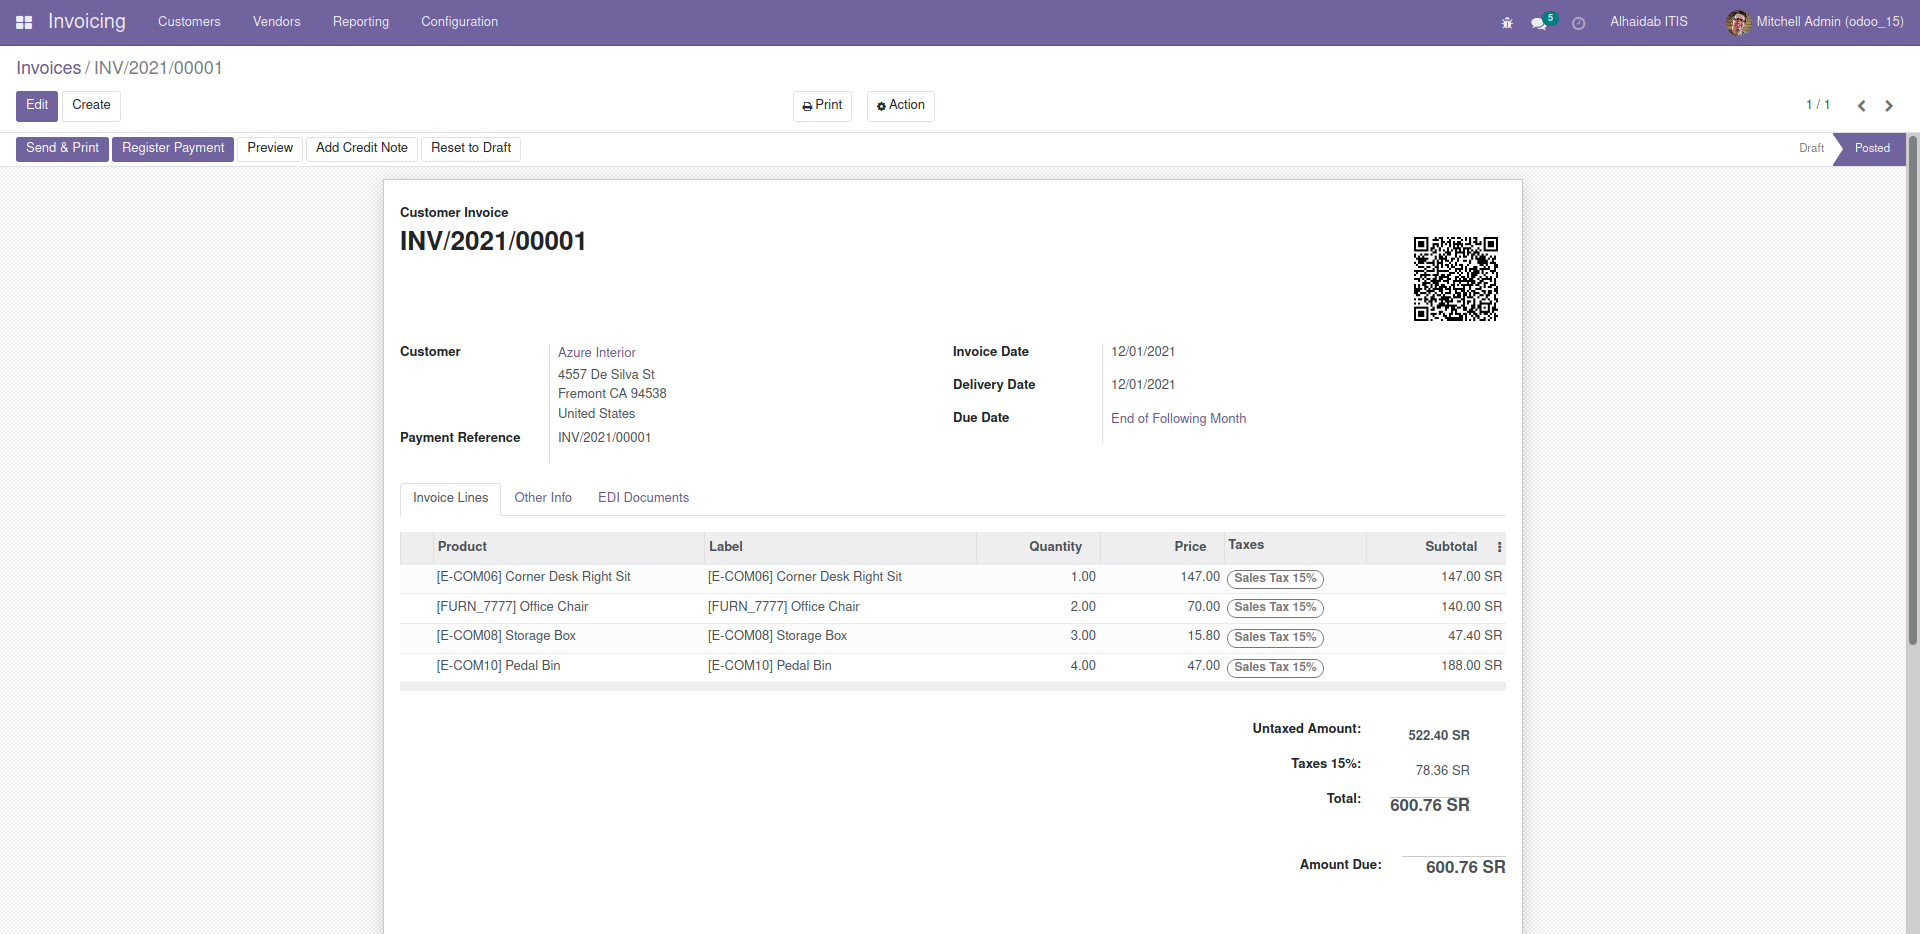 Invoicing Customers Vendors Reporting Configuration 5 Alhaidab ITIS Mitchell Admin (odoo_15)
Invoices / INV/2021/00001
Edit Create Print Action 1 / 1
Send & Print Register Payment Preview Add Credit Note Reset to Draft Draft Posted
Customer Invoice
INV/2021/00001
Customer Azure Interior Invoice Date 12/01/2021
4557 De Silva St
Fremont CA 94538 Delivery Date 12/01/2021
United States Due Date End of Following Month
Payment Reference INV/2021/00001
Invoice Lines Other Info EDI Documents
Product Label Quantity Price Taxes Subtotal
[E-COM06] Corner Desk Right Sit [E-COM06] Corner Desk Right Sit 1.00 147.00 Sales Tax 15% 147.00 SR
[FURN_7777] Office Chair [FURN_7777] Office Chair 2.00 70.00 Sales Tax 15% 140.00 SR
[E-COM08] Storage Box [E-COM08] Storage Box 3.00 15.80 Sales Tax 15% 47.40 SR
[E-COM10] Pedal Bin [E-COM10] Pedal Bin 4.00 47.00 Sales Tax 15% 188.00 SR
Untaxed Amount: 522.40 SR
Taxes 15%: 78.36 SR
Total: 600.76 SR
Amount Due: 600.76 SR